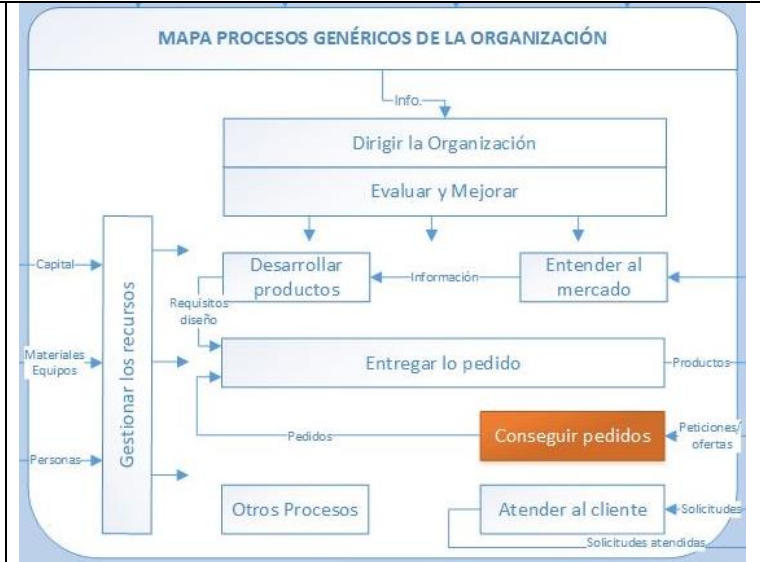 MAPA PROCESOS GENÉRICOS DE LA ORGANIZACIÓN
Info.
Dirigir la Organización
Evaluar y Mejorar
Capital
Desarrollar
productos
Información
Entender al
mercado
Requisitos
diseño
Gestionar los recursos
Materiales
Equipos
Entregar lo pedido
Productos
Pedidos
Conseguir pedidos
Peticiones/
ofertas
Personas
Otros Procesos
Atender al cliente
Solicitudes
Solicitudes atendidas